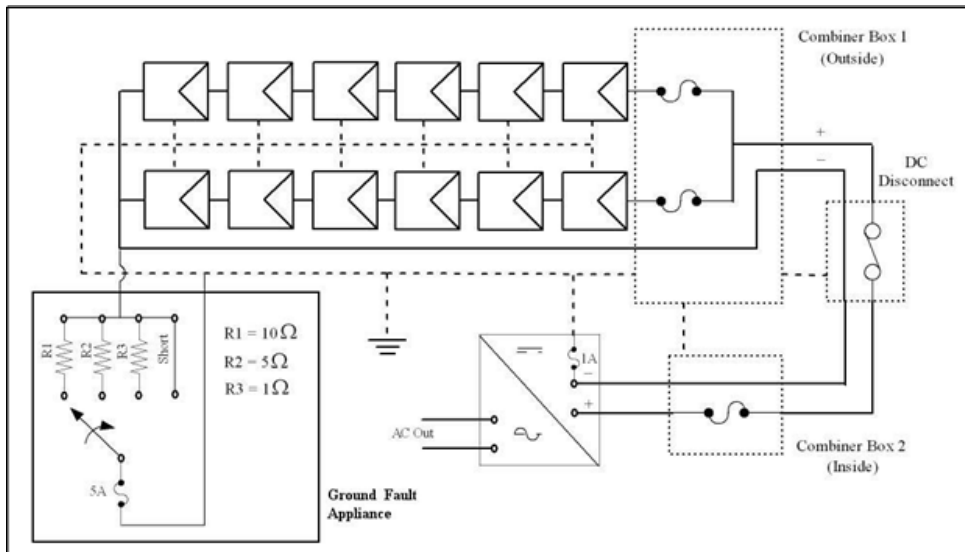 Combiner Box 1
(Outside)
+
−
DC
Disconnect
R1
R2
R3
Short
R1 = 10Ω
R2 = 5Ω
R3 = 1Ω
5A
Ground Fault
Appliance
1A
−
+
AC Out
Combiner Box 2
(Inside)